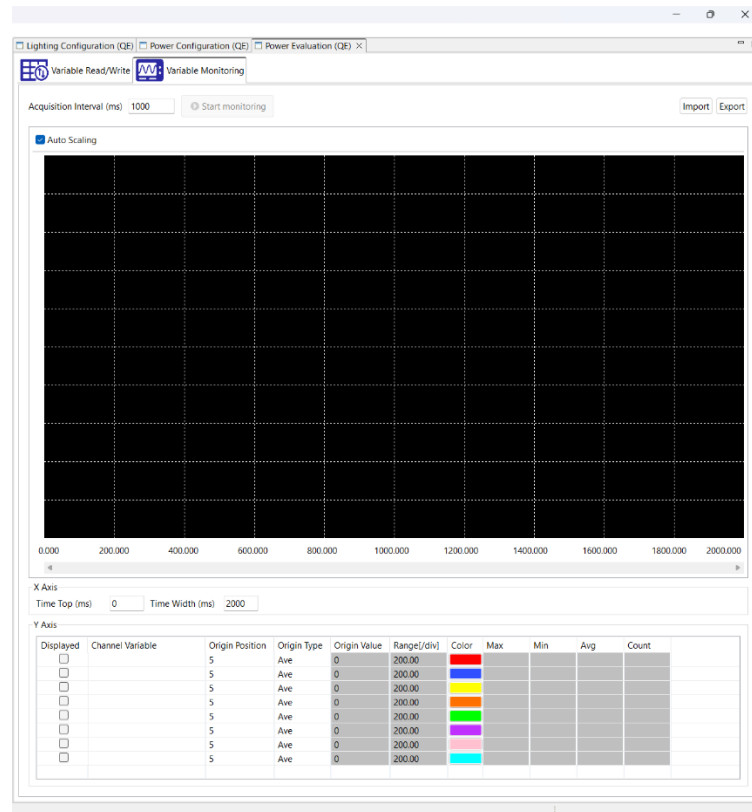 Lighting Configuration (QE) Power Configuration (QE) Power Evaluation (QE)
Variable Read/Write Variable Monitoring
Acquisition Interval (ms) 1000 Start monitoring Import Export
Auto Scaling
0.000 200.000 400.000 600.000 800.000 1000.000 1200.000 1400.000 1600.000 1800.000 2000.000
X Axis
Time Top (ms) 0 Time Width (ms) 2000
Y Axis
Displayed Channel Variable Origin Position Origin Type Origin Value Range[/div] Color Max Min Avg Count
5 Ave 0 200.00
5 Ave 0 200.00
5 Ave 0 200.00
5 Ave 0 200.00
5 Ave 0 200.00
5 Ave 0 200.00
5 Ave 0 200.00
5 Ave 0 200.00